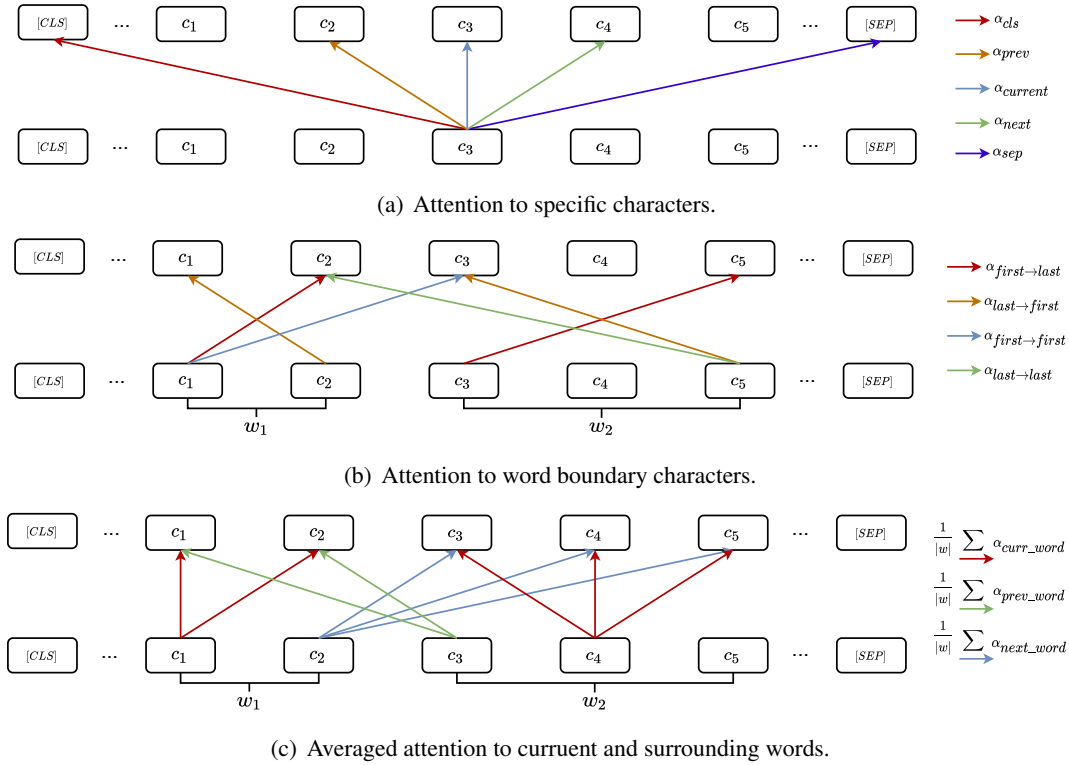 [CLS] ... c1 c2 c3 c4 c5 ... [SEP]
αcls
αprev
αcurrent
αnext
αsep
[CLS] ... c1 c2 c3 c4 c5 ... [SEP]
(a) Attention to specific characters.
[CLS] ... c1 c2 c3 c4 c5 ... [SEP]
αfirst→last
αlast→first
αfirst→first
αlast→last
[CLS] ... c1 c2 c3 c4 c5 ... [SEP]
w1 w2
(b) Attention to word boundary characters.
[CLS] ... c1 c2 c3 c4 c5 ... [SEP]
1/|w| ∑ αcurr_word
1/|w| ∑ αprev_word
1/|w| ∑ αnext_word
[CLS] ... c1 c2 c3 c4 c5 ... [SEP]
w1 w2
(c) Averaged attention to curruent and surrounding words.